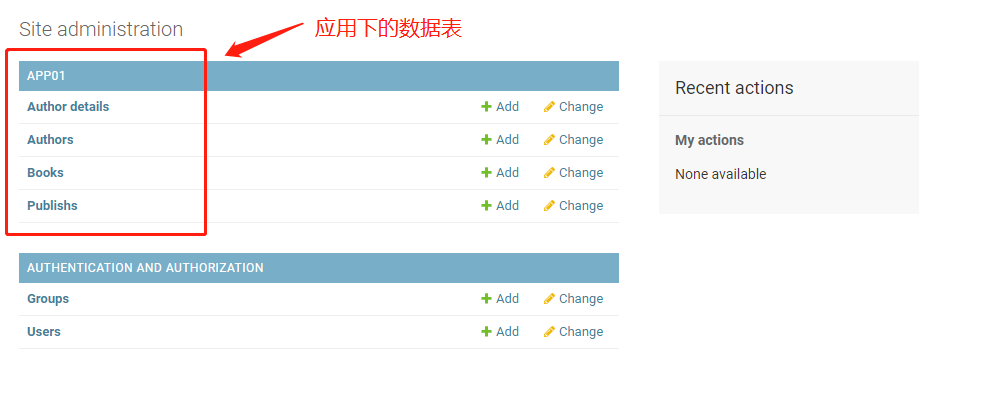 Site administration
应用下的数据表
APP01
Author details Add Change
Authors Add Change
Books Add Change
Publishs Add Change
AUTHENTICATION AND AUTHORIZATION
Groups Add Change
Users Add Change
Recent actions
My actions
None available